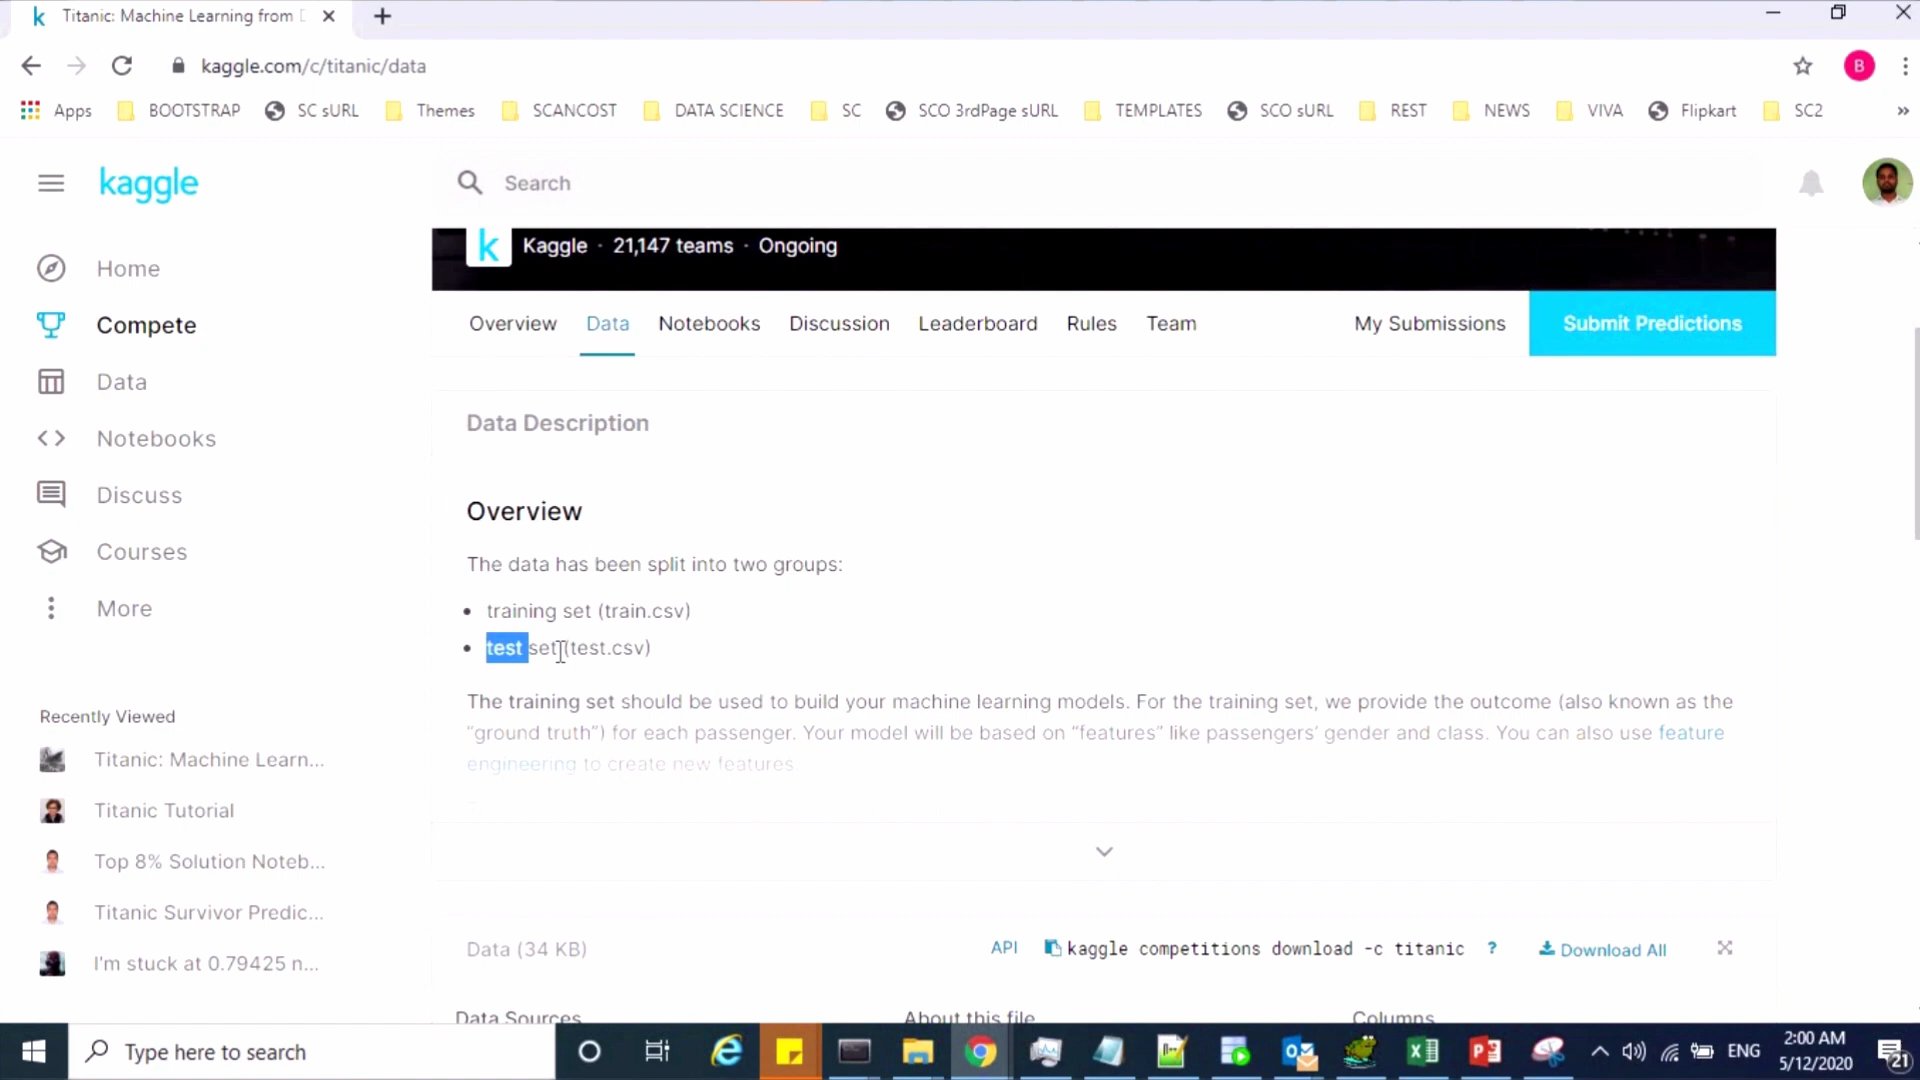 Titanic: Machine Learning from
kaggle.com/c/titanic/data
Apps BOOTSTRAP SC sURL Themes SCANCOST DATA SCIENCE SC SCO 3rdPage sURL TEMPLATES SCO sURL REST NEWS VIVA Flipkart SC2 »
B
kaggle Search
Kaggle · 21,147 teams · Ongoing
Home
Overview Data Notebooks Discussion Leaderboard Rules Team My Submissions Submit Predictions
Compete
Data
Data Description
Notebooks
Discuss
Overview
Courses
The data has been split into two groups:
More
• training set (train.csv)
• test set (test.csv)
The training set should be used to build your machine learning models. For the training set, we provide the outcome (also known as the
“ground truth”) for each passenger. Your model will be based on “features” like passengers’ gender and class. You can also use feature
engineering to create new features.
Recently Viewed
Titanic: Machine Learn...
Titanic Tutorial
Top 8% Solution Noteb...
Titanic Survivor Predic...
I'm stuck at 0.79425 n...
Data (34 KB) API kaggle competitions download -c titanic ? Download All
Data Sources About this file Columns
Type here to search
ENG
2:00 AM
5/12/2020
21